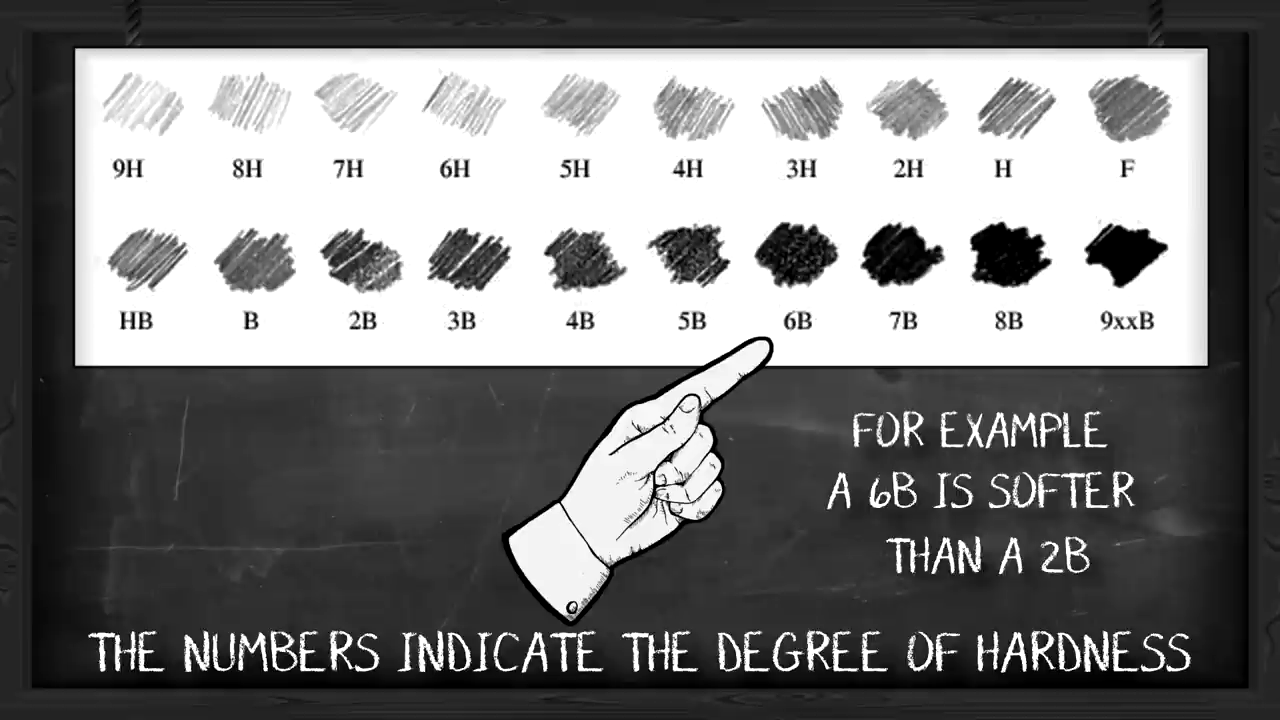 9H 8H 7H 6H 5H 4H 3H 2H H F
HB B 2B 3B 4B 5B 6B 7B 8B 9xxB
FOR EXAMPLE
A 6B IS SOFTER
THAN A 2B
THE NUMBERS INDICATE THE DEGREE OF HARDNESS